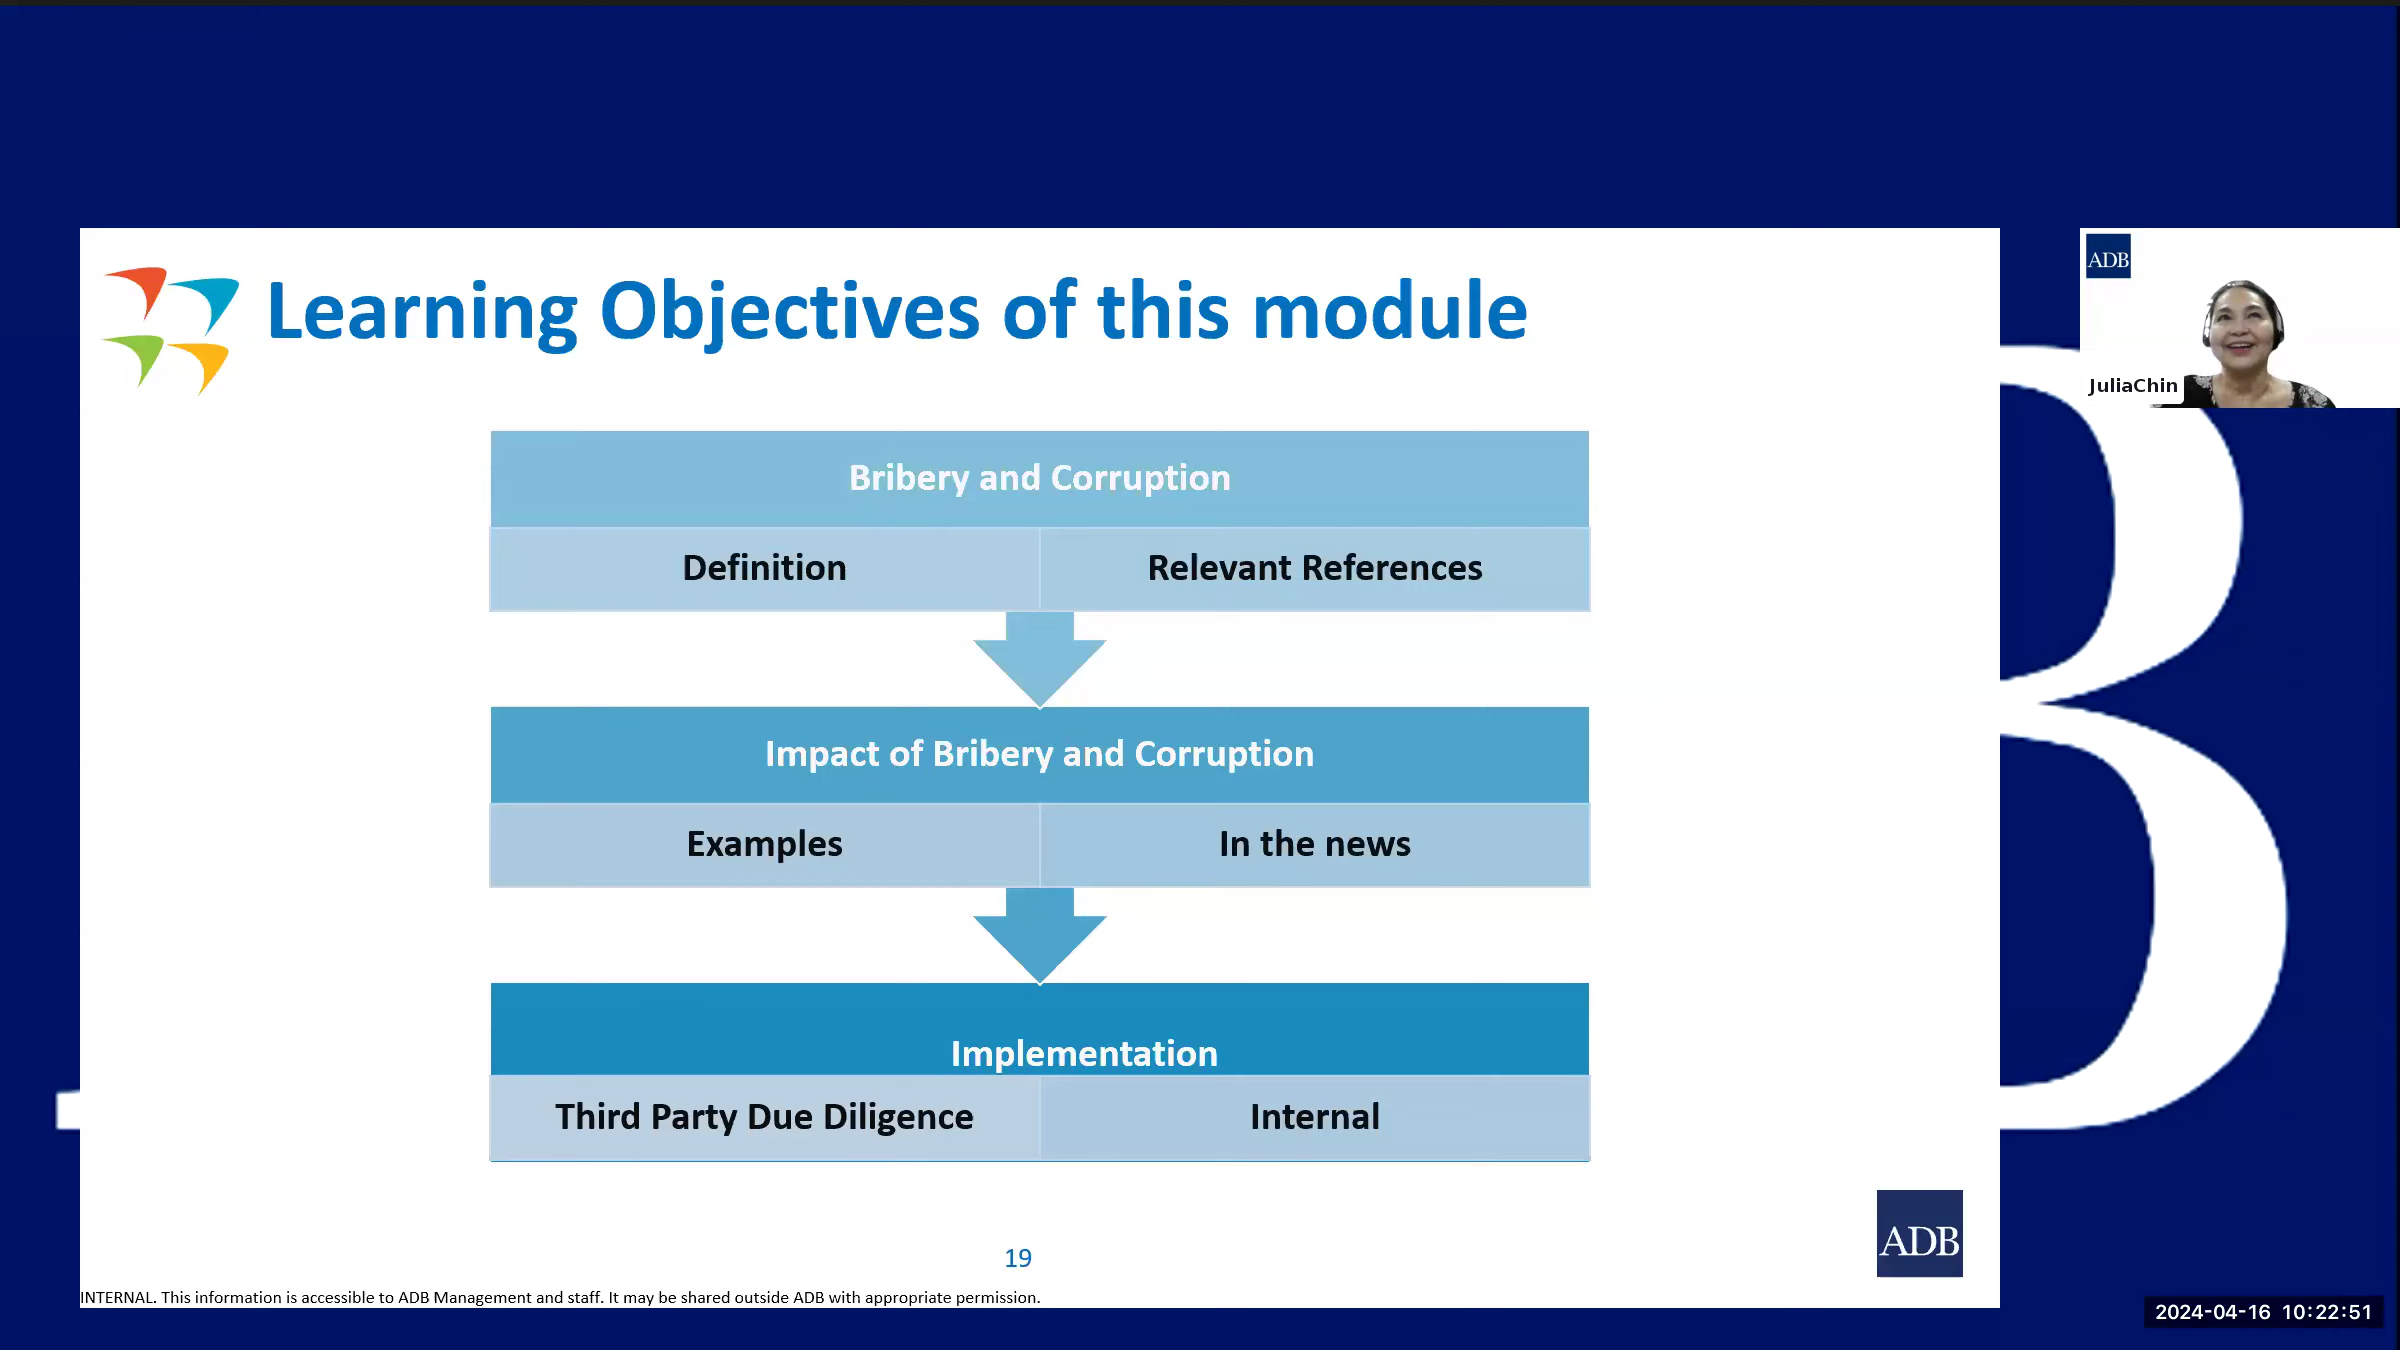 Learning Objectives of this module
ADB
JuliaChin
Bribery and Corruption
Definition
Relevant References
Impact of Bribery and Corruption
Examples
In the news
Implementation
Third Party Due Diligence
Internal
ADB
19
INTERNAL. This information is accessible to ADB Management and staff. It may be shared outside ADB with appropriate permission.
2024-04-16 10:22:51